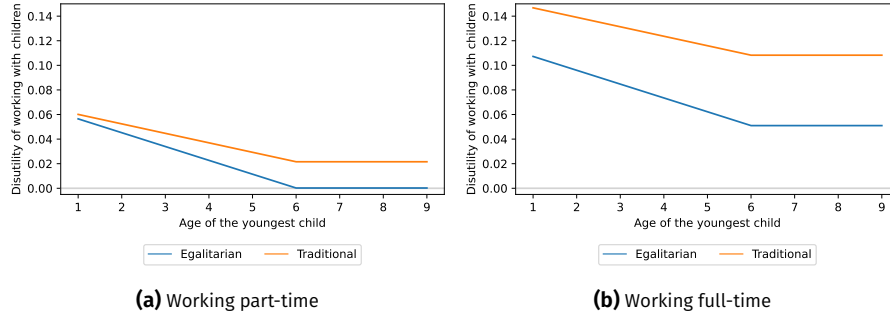 Disutility of working with children
0.14
0.12
0.10
0.08
0.06
0.04
0.02
0.00
1 2 3 4 5 6 7 8 9
Age of the youngest child
Egalitarian Traditional
(a) Working part-time
Disutility of working with children
0.14
0.12
0.10
0.08
0.06
0.04
0.02
0.00
1 2 3 4 5 6 7 8 9
Age of the youngest child
Egalitarian Traditional
(b) Working full-time